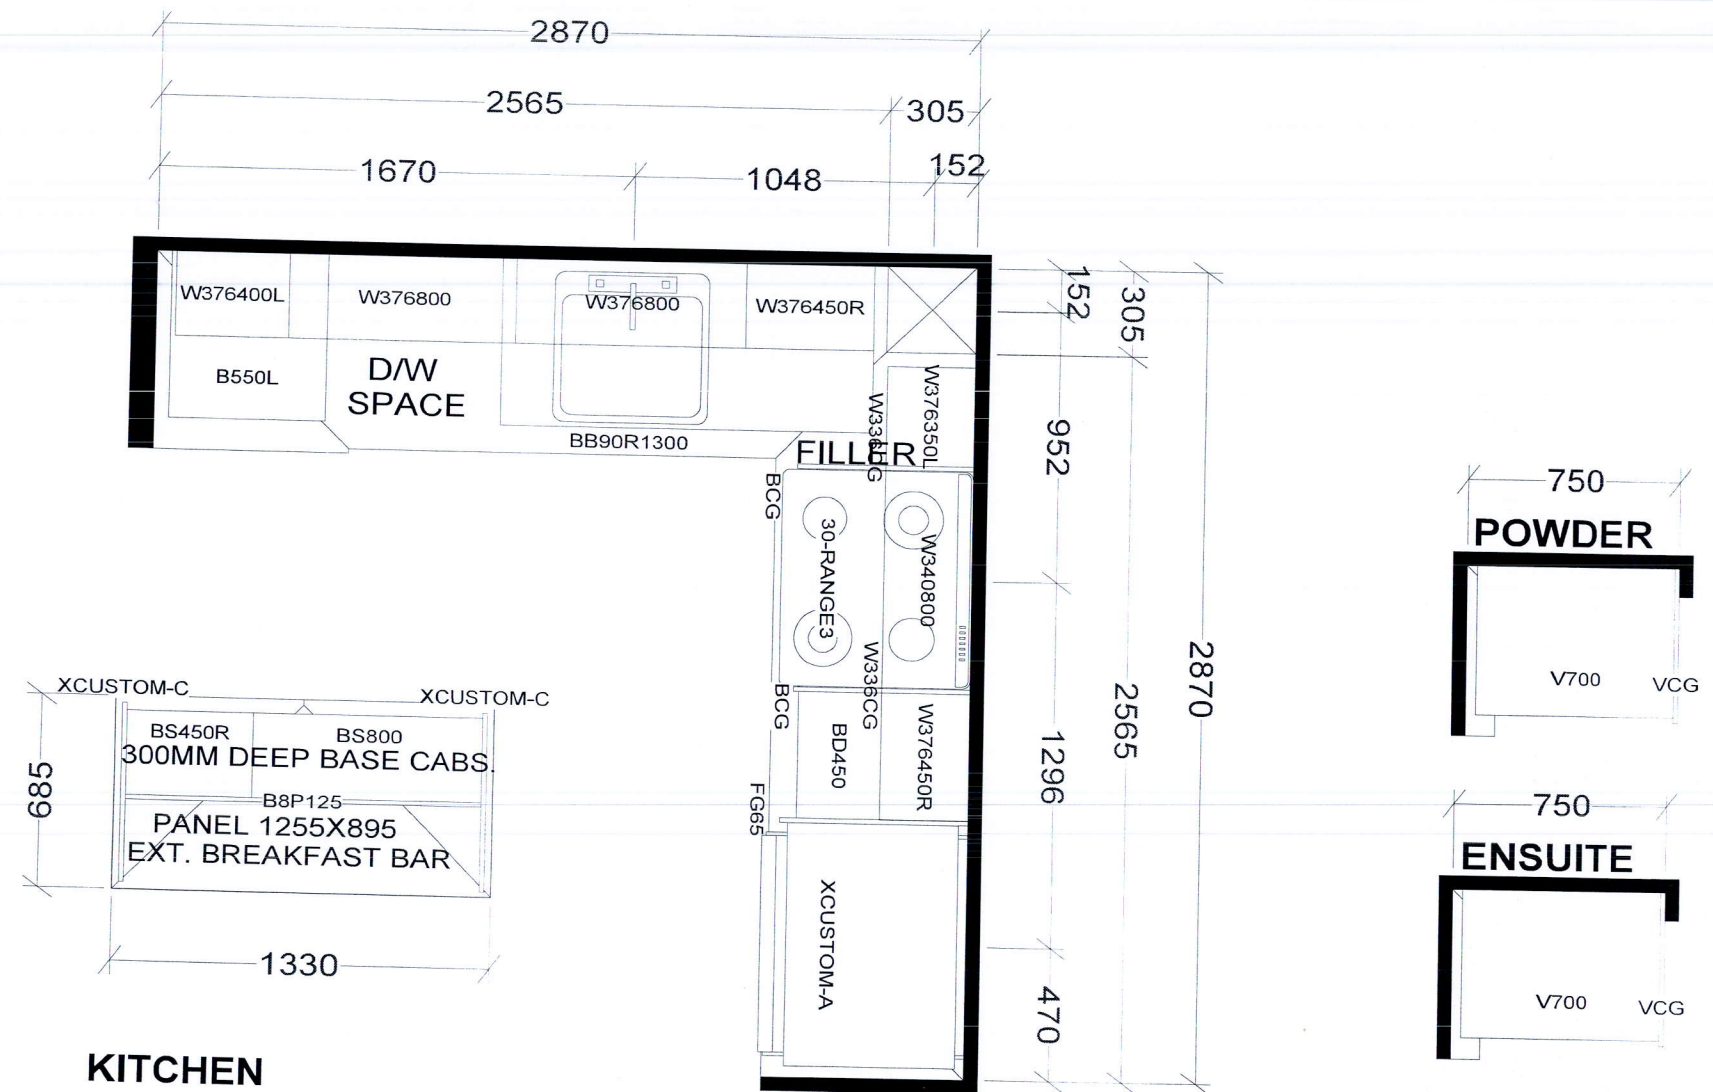 2870
2565
305
1670
1048
152
W376400L
W376800
W376800
W376450R
B550L
D/W
SPACE
BB90R1300
FILLER
W376350L
W336CG
BCG
30-RANGE3
W340800
W336CG
BCG
BD450
W376450R
FG65
XCUSTOM-A
152
305
952
2870
2565
1296
470
XCUSTOM-C
XCUSTOM-C
BS450R
BS800
300MM DEEP BASE CABS.
B8P125
PANEL 1255X895
EXT. BREAKFAST BAR
685
1330
KITCHEN
750
POWDER
V700
VCG
750
ENSUITE
V700
VCG